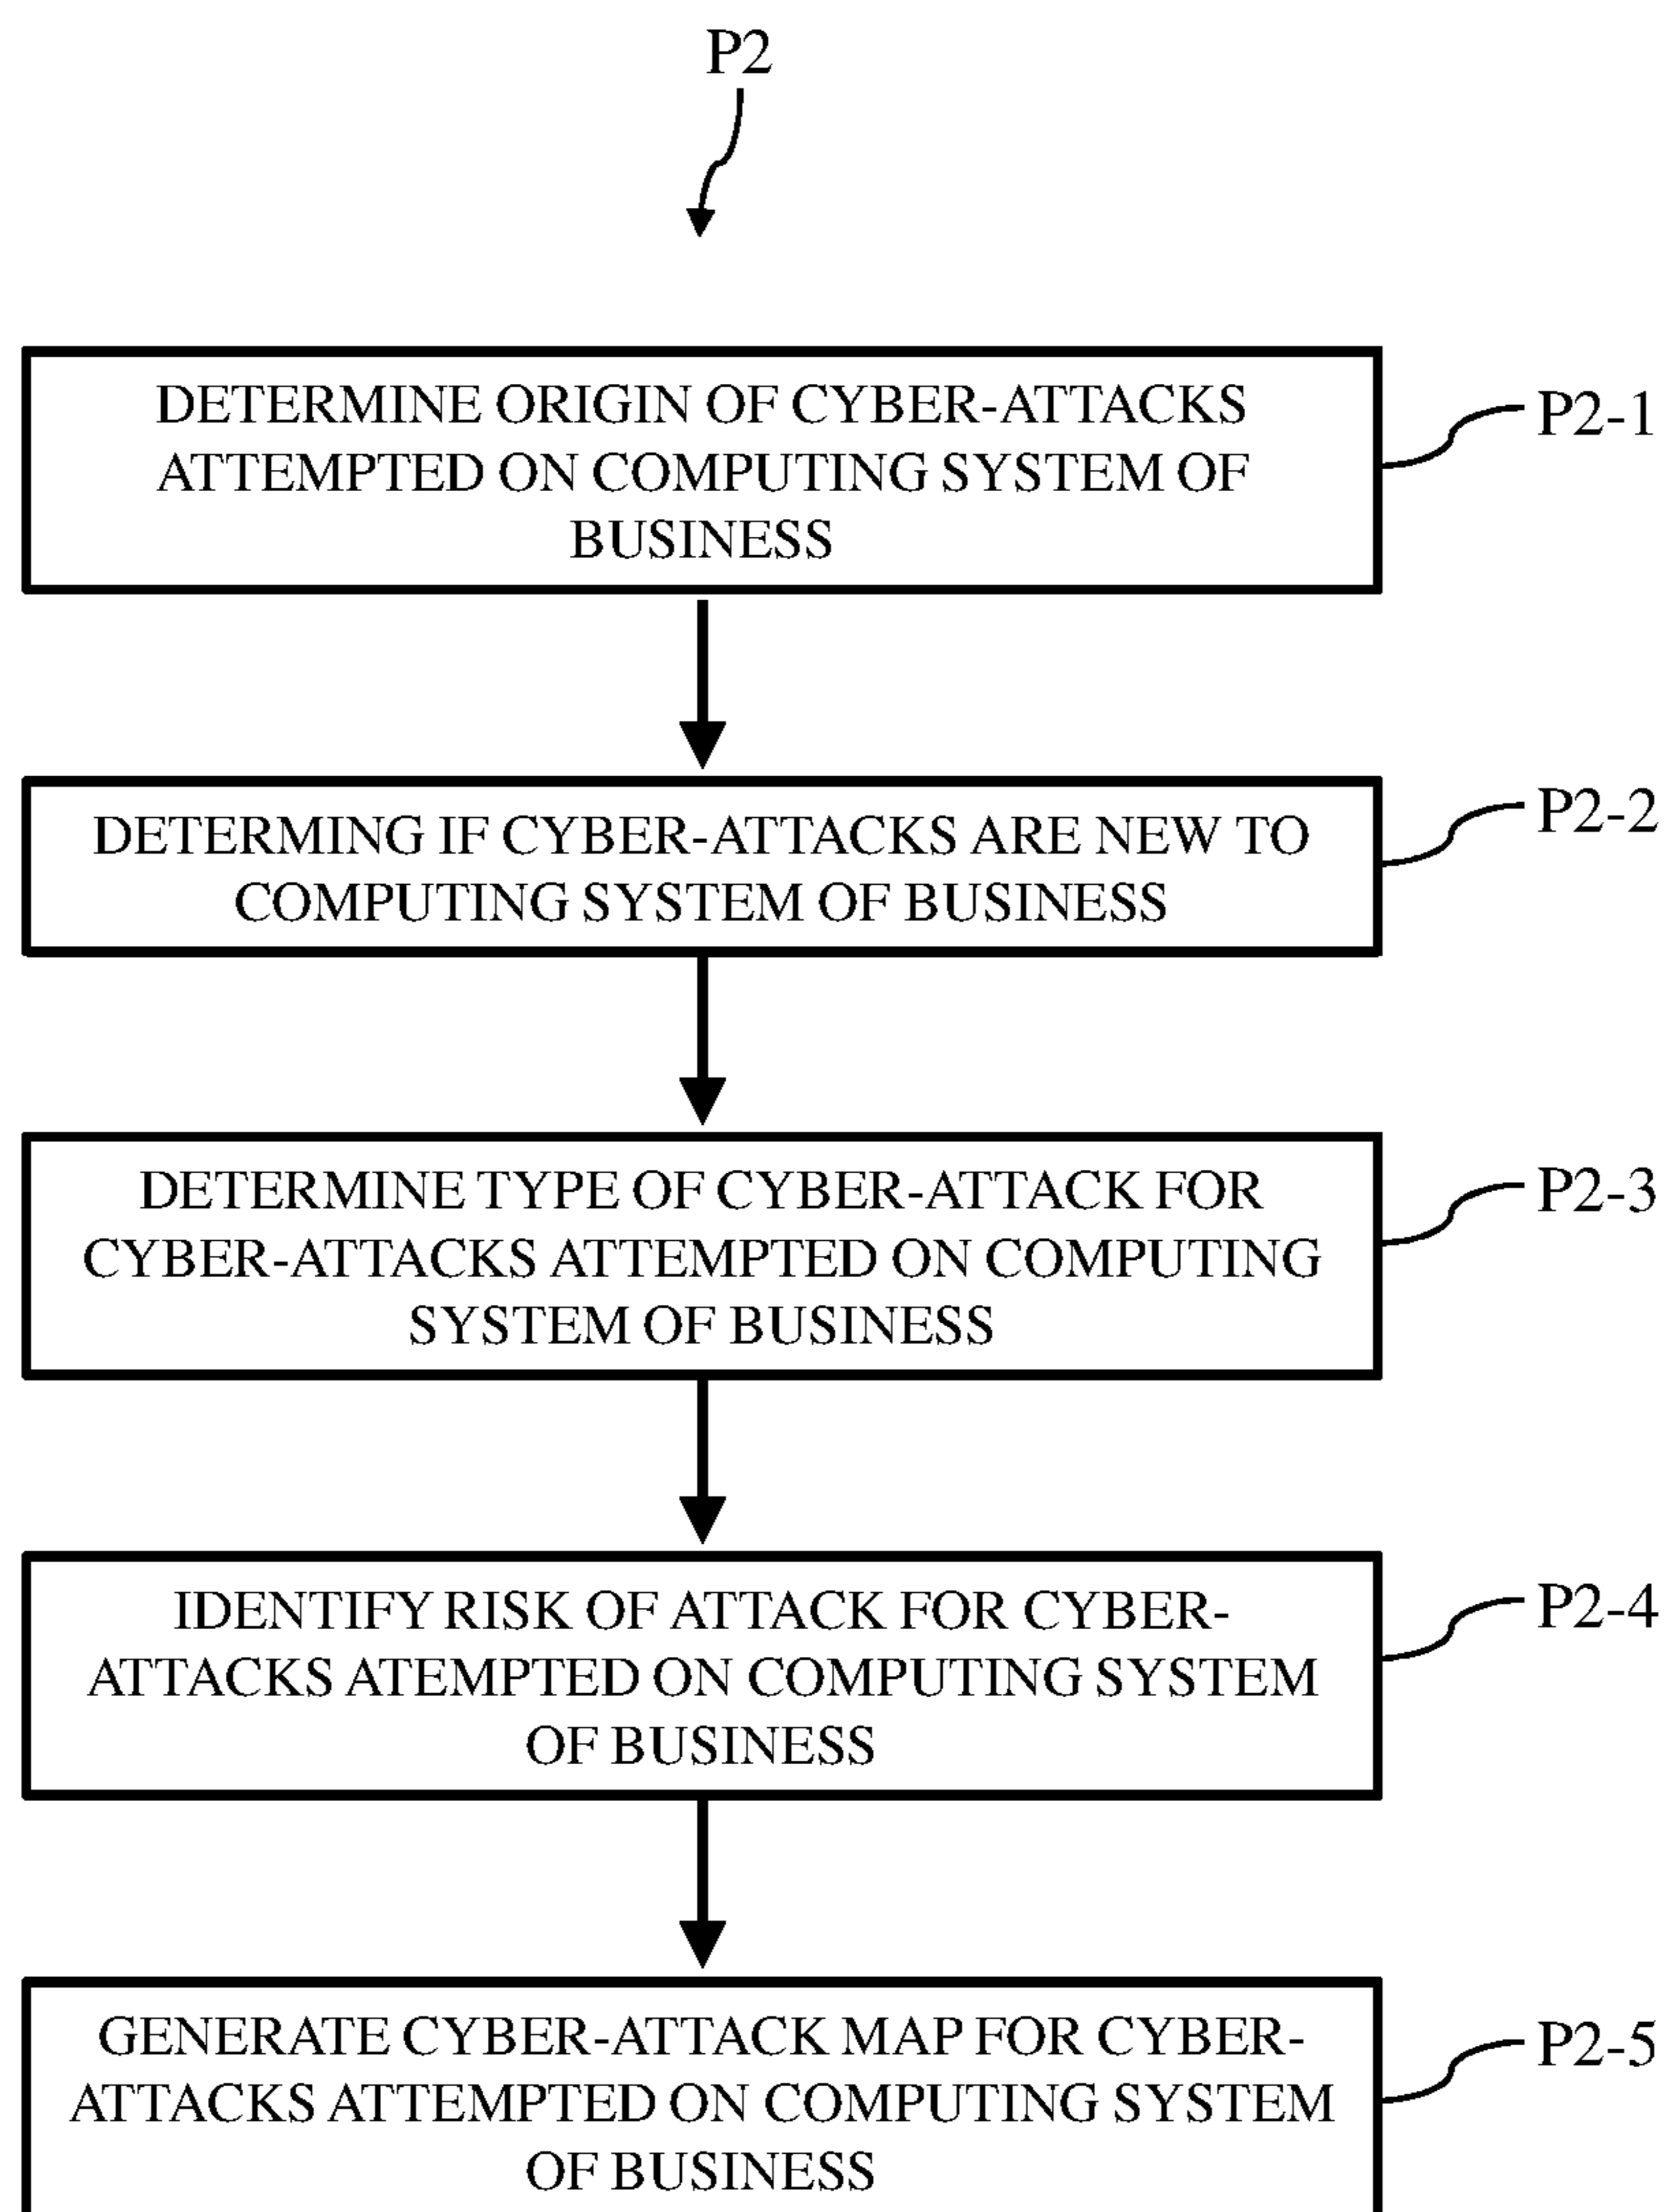 P2
DETERMINE ORIGIN OF CYBER-ATTACKS
ATTEMPTED ON COMPUTING SYSTEM OF
BUSINESS
P2-1
DETERMING IF CYBER-ATTACKS ARE NEW TO
COMPUTING SYSTEM OF BUSINESS
P2-2
DETERMINE TYPE OF CYBER-ATTACK FOR
CYBER-ATTACKS ATTEMPTED ON COMPUTING
SYSTEM OF BUSINESS
P2-3
IDENTIFY RISK OF ATTACK FOR CYBER-
ATTACKS ATEMPTED ON COMPUTING SYSTEM
OF BUSINESS
P2-4
GENERATE CYBER-ATTACK MAP FOR CYBER-
ATTACKS ATTEMPTED ON COMPUTING SYSTEM
OF BUSINESS
P2-5